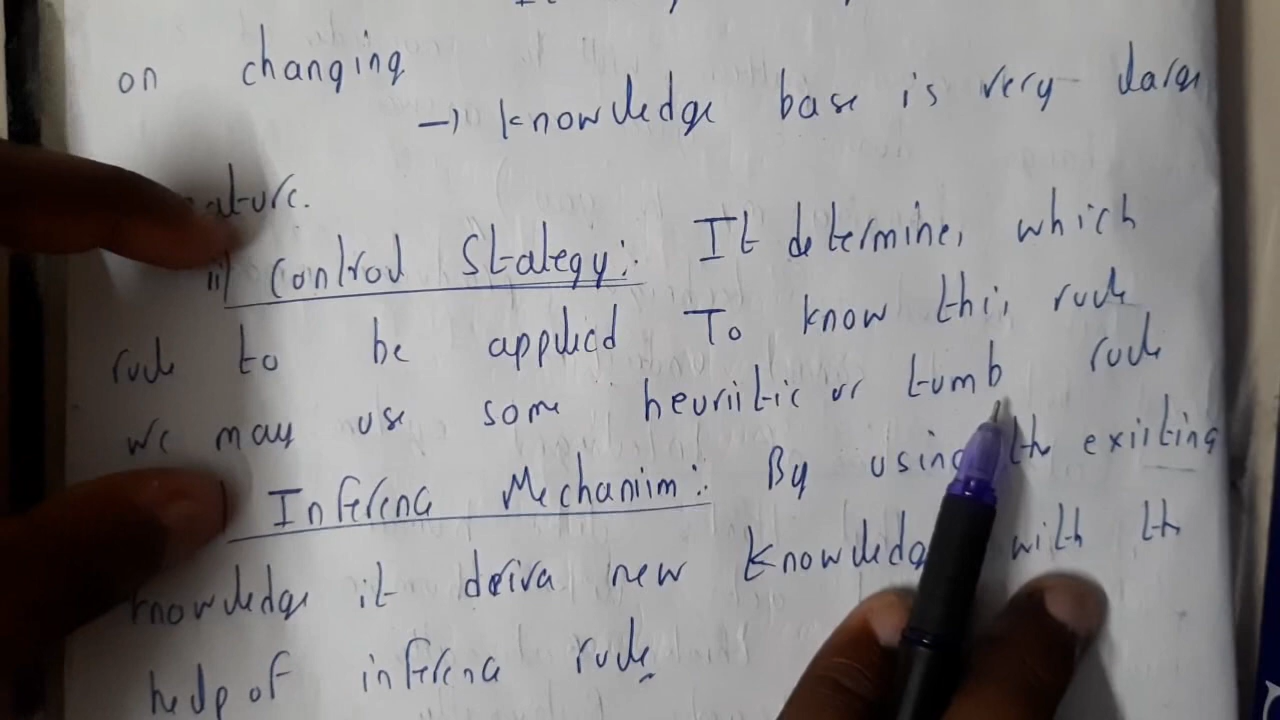 on changing
→ knowledge base is very large
nature.
ii) Control Strategy:. It determines which
rule to be applied To know this rule
we may use some heuristic or tumb rule
Inference Mechanism:. By using the existing
knowledge it deriva new knowledge with the
help of inference rule.